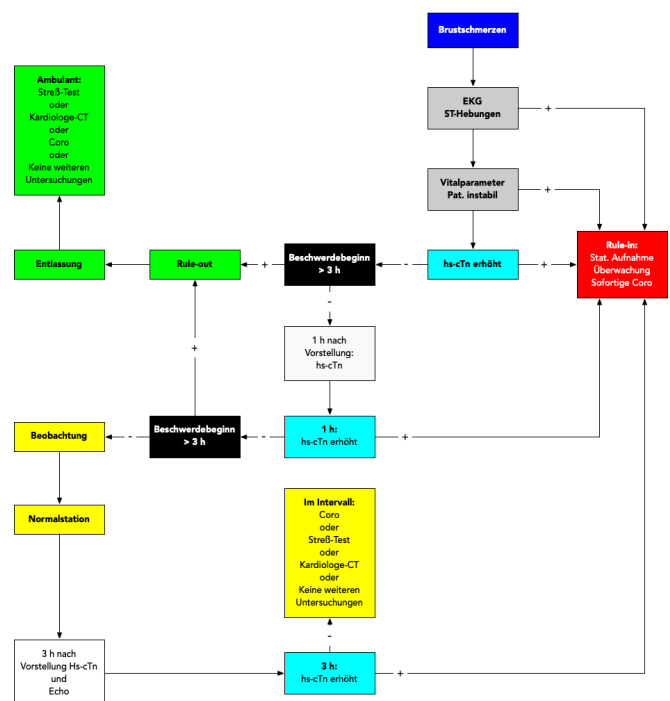 Brustschmerzen
Ambulant:
Streß-Test
oder
Kardiologe-CT
oder
Coro
oder
Keine weiteren
Untersuchungen
EKG
ST-Hebungen
+
Vitalparameter
Pat. instabil
+
Entlassung
Rule-out
+
Beschwerdebeginn
> 3 h
-
hs-cTn erhöht
+
Rule-in:
Stat. Aufnahme
Überwachung
Sofortige Coro
-
1 h nach
Vorstellung:
hs-cTn
+
Beobachtung
-
Beschwerdebeginn
> 3 h
-
1 h:
hs-cTn erhöht
+
Normalstation
Im Intervall:
Coro
oder
Streß-Test
oder
Kardiologe-CT
oder
Keine weiteren
Untersuchungen
-
3 h nach
Vorstellung Hs-cTn
und
Echo
3 h:
hs-cTn erhöht
+